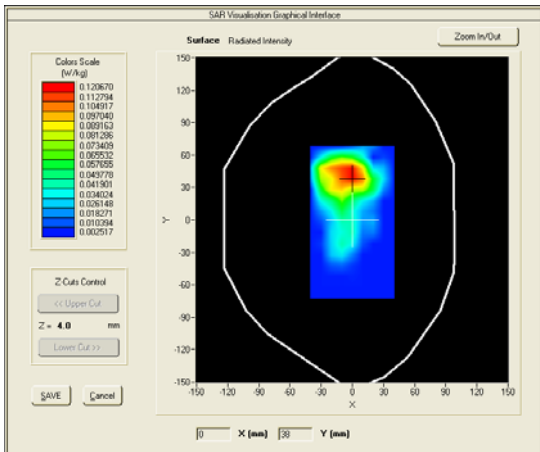 SAR Visualisation Graphical Interface
Surface Radiated Intensity
Zoom In/Out
Colors Scale
(W/kg)
0.120670
0.112794
0.104917
0.097040
0.089163
0.081286
0.073409
0.065532
0.057655
0.049778
0.041901
0.034024
0.026148
0.018271
0.010394
0.002517
Z-Cuts Control
<< Upper Cut
Z = 4.0 mm
Lower Cut >>
SAVE Cancel
150
120
90
60
30
0
-30
-60
-90
-120
-150
Y
-150 -120 -90 -60 -30 0 30 60 90 120 150
X
0 X (mm) 38 Y (mm)